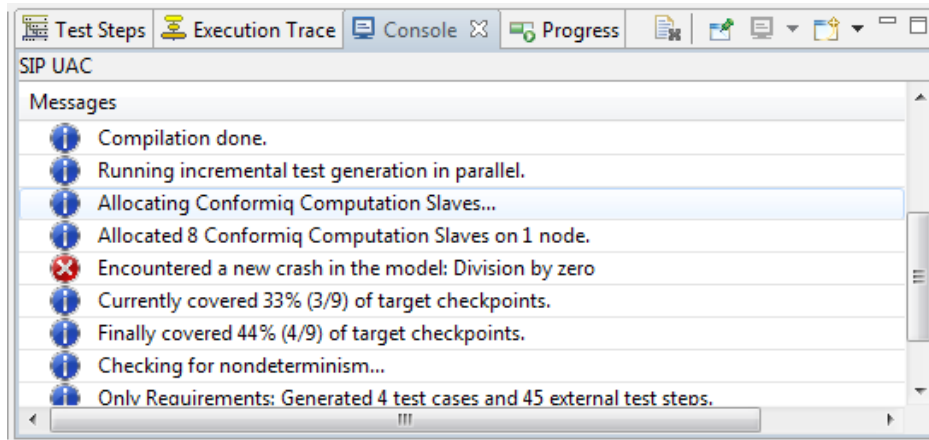 Test Steps Execution Trace Console Progress
SIP UAC
Messages
Compilation done.
Running incremental test generation in parallel.
Allocating Conformiq Computation Slaves...
Allocated 8 Conformiq Computation Slaves on 1 node.
Encountered a new crash in the model: Division by zero
Currently covered 33% (3/9) of target checkpoints.
Finally covered 44% (4/9) of target checkpoints.
Checking for nondeterminism...
Only Requirements: Generated 4 test cases and 45 external test steps.